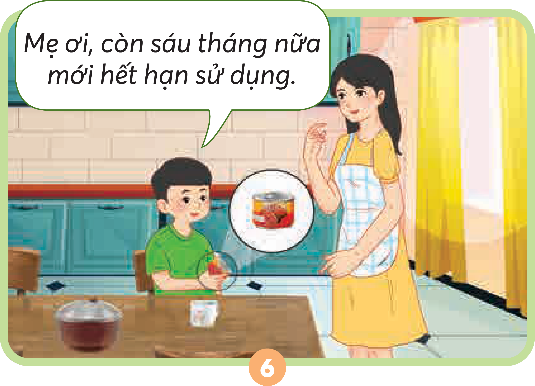 Mẹ ơi, còn sáu tháng nữa
mới hết hạn sử dụng.
6